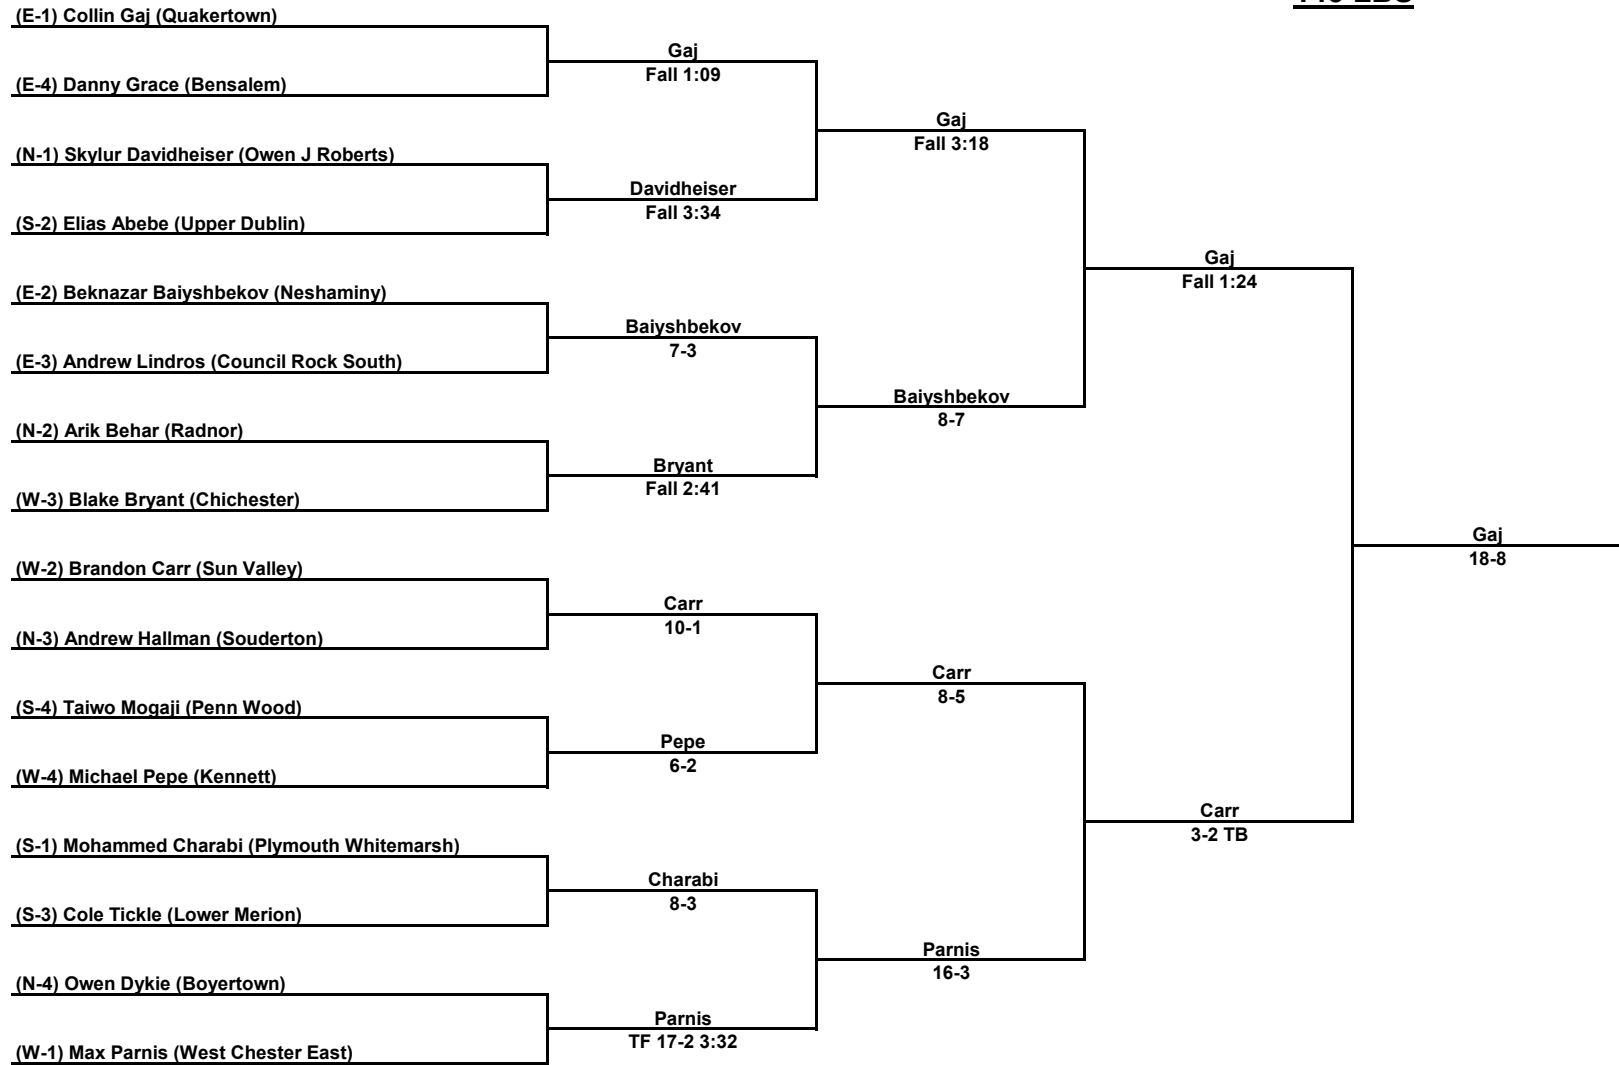 (E-1) Collin Gaj (Quakertown)
Gaj
Fall 1:09
(E-4) Danny Grace (Bensalem)
Gaj
Fall 3:18
(N-1) Skylur Davidheiser (Owen J Roberts)
Davidheiser
Fall 3:34
(S-2) Elias Abebe (Upper Dublin)
Gaj
Fall 1:24
(E-2) Beknazar Baiyshbekov (Neshaminy)
Baiyshbekov
7-3
(E-3) Andrew Lindros (Council Rock South)
Baiyshbekov
8-7
(N-2) Arik Behar (Radnor)
Bryant
Fall 2:41
(W-3) Blake Bryant (Chichester)
Gaj
18-8
(W-2) Brandon Carr (Sun Valley)
Carr
10-1
(N-3) Andrew Hallman (Souderton)
Carr
8-5
(S-4) Taiwo Mogaji (Penn Wood)
Pepe
6-2
(W-4) Michael Pepe (Kennett)
Carr
3-2 TB
(S-1) Mohammed Charabi (Plymouth Whitemarsh)
Charabi
8-3
(S-3) Cole Tickle (Lower Merion)
Parnis
16-3
(N-4) Owen Dykie (Boyertown)
Parnis
TF 17-2 3:32
(W-1) Max Parnis (West Chester East)